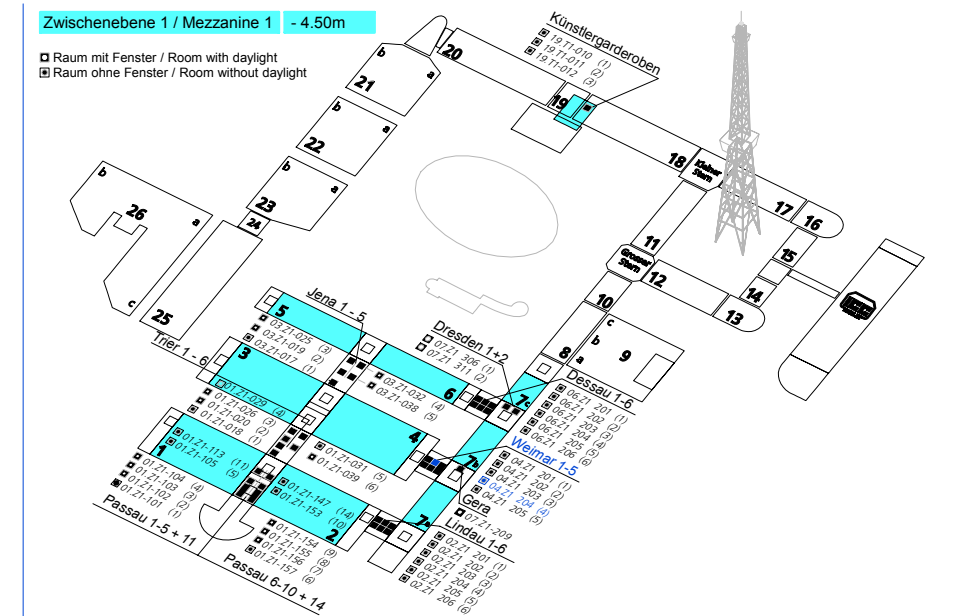 Zwischenebene 1 / Mezzanine 1 - 4.50m
Raum mit Fenster / Room with daylight
Raum ohne Fenster / Room without daylight
Künstlergarderoben
19 T1-010 (1)
19 T1-011 (2)
19 T1-012 (3)
b
a
21
20
19
b
a
22
b
a
23
24
b
a
26
c
25
18
Kleiner
Stern
17
16
15
14
13
12
11
Grosser
Stern
10
c
b
a
9
8
Jena 1 - 5
03.Z1-025 (3)
03.Z1-019 (2)
03.Z1-017 (1)
03.Z1-032 (4)
03.Z1-038 (5)
Dresden 1+2
07.Z1 306 (1)
07.Z1 311 (2)
Trier 1 - 6
01.Z1-029 (4)
01.Z1-026 (3)
01.Z1-020 (2)
01.Z1-018 (1)
01.Z1-031 (5)
01.Z1-039 (6)
5
3
6
4
1
2
7c
7b
7a
Dessau 1-6
06.Z1 201 (1)
06.Z1 202 (2)
06.Z1 203 (3)
06.Z1 204 (4)
06.Z1 205 (5)
06.Z1 206 (6)
Weimar 1-5
04.Z1 201 (1)
04.Z1 202 (2)
04.Z1 203 (3)
04.Z1 204 (4)
04.Z1 205 (5)
Gera
07.Z1-209
Lindau 1-6
02.Z1 201 (1)
02.Z1 202 (2)
02.Z1 203 (3)
02.Z1 204 (4)
02.Z1 205 (5)
02.Z1 206 (6)
01.Z1-113 (11)
01.Z1-105 (5)
01.Z1-104 (4)
01.Z1-103 (3)
01.Z1-102 (2)
01.Z1-101 (1)
Passau 1-5 + 11
01.Z1-147 (14)
01.Z1-153 (10)
01.Z1-154 (9)
01.Z1-155 (8)
01.Z1-156 (7)
01.Z1-157 (6)
Passau 6-10 + 14